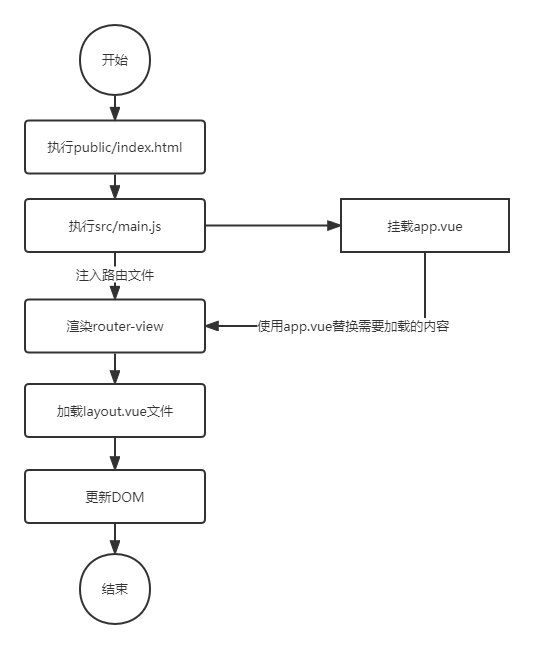 开始
执行public/index.html
执行src/main.js
挂载app.vue
注入路由文件
渲染router-view
使用app.vue替换需要加载的内容
加载layout.vue文件
更新DOM
结束